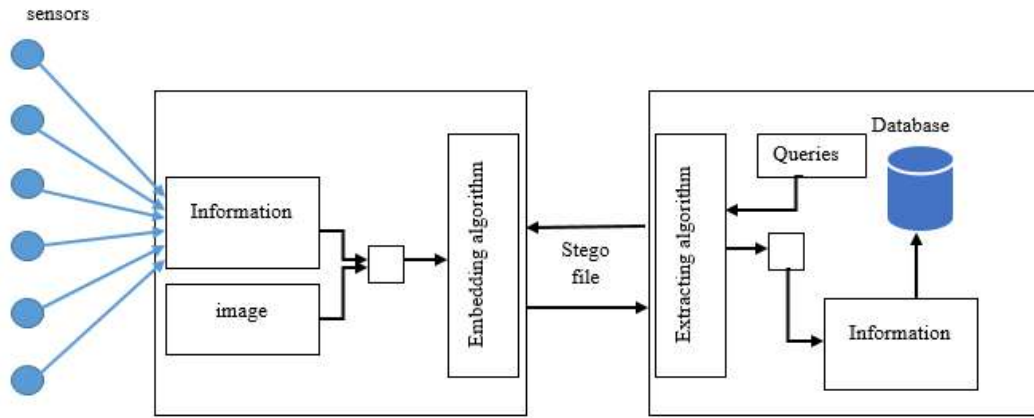 sensors
Information
image
Embedding algorithm
Stego
file
Extracting algorithm
Queries
Database
Information